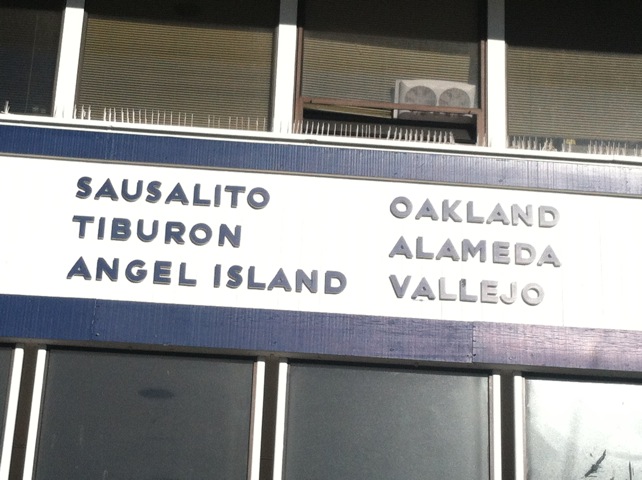 SAUSALITO
TIBURON
ANGEL ISLAND
OAKLAND
ALAMEDA
VALLEJO